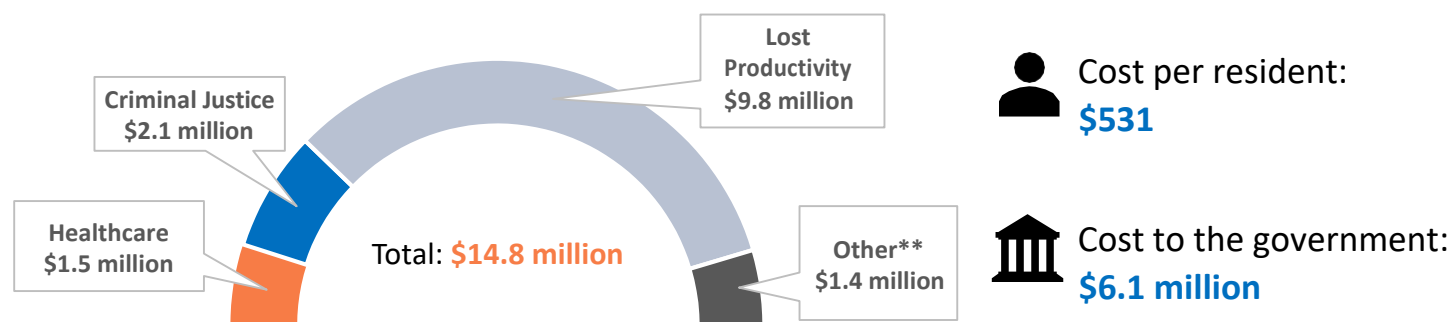 Lost
Productivity
$9.8 million
Criminal Justice
$2.1 million
Healthcare
$1.5 million
Total: $14.8 million
Other**
$1.4 million
Cost per resident:
$531
Cost to the government:
$6.1 million